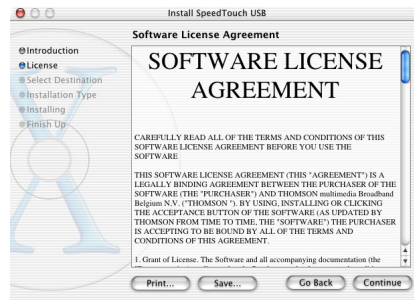 Install SpeedTouch USB
Software License Agreement
Introduction
License
Select Destination
Installation Type
Installing
Finish Up
SOFTWARE LICENSE
AGREEMENT
CAREFULLY READ ALL OF THE TERMS AND CONDITIONS OF THIS
SOFTWARE LICENSE AGREEMENT BEFORE YOU USE THE
SOFTWARE
THIS SOFTWARE LICENSE AGREEMENT (THIS "AGREEMENT") IS A
LEGALLY BINDING AGREEMENT BETWEEN THE PURCHASER OF THE
SOFTWARE (THE "PURCHASER") AND THOMSON multimedia Broadband
Belgium N.V. ("THOMSON "). BY USING, INSTALLING OR CLICKING
THE ACCEPTANCE BUTTON OF THE SOFTWARE (AS UPDATED BY
THOMSON FROM TIME TO TIME, THE "SOFTWARE") THE PURCHASER
IS ACCEPTING TO BE BOUND BY ALL OF THE TERMS AND
CONDITIONS OF THIS AGREEMENT.
1. Grant of License. The Software and all accompanying documentation (the
Print...
Save...
Go Back
Continue